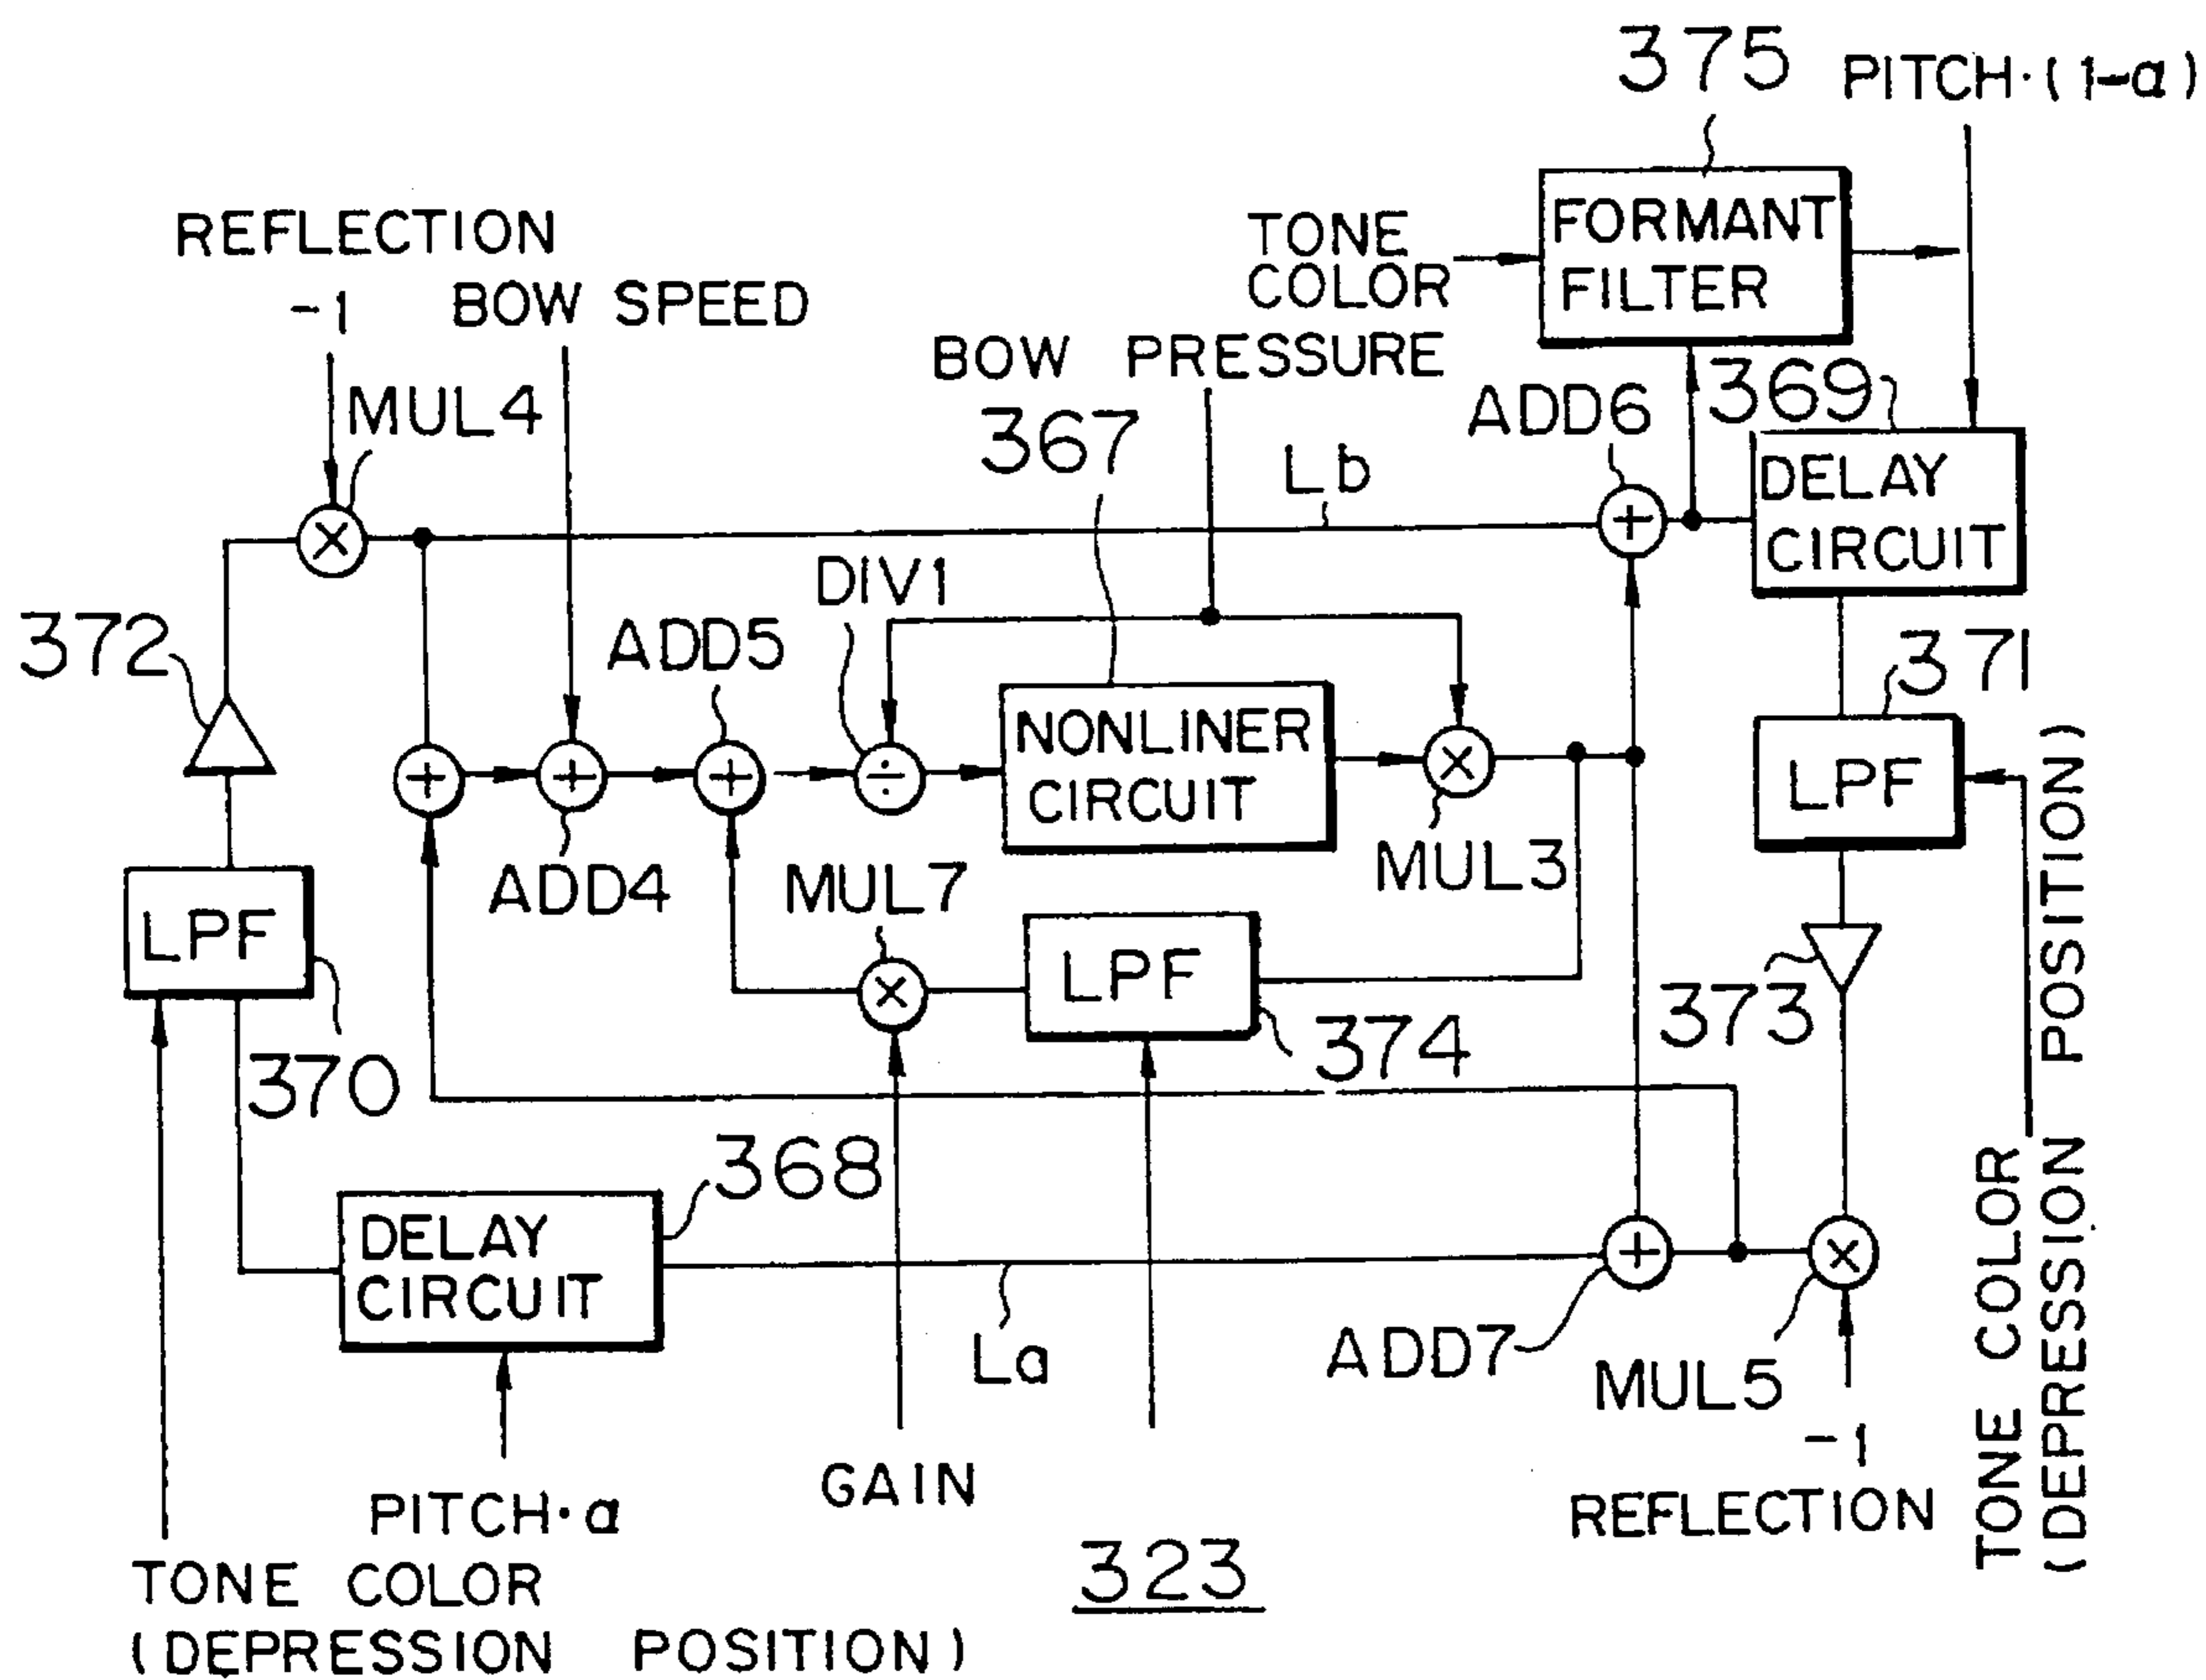 375
PITCH·(1-α)
REFLECTION
-1
BOW SPEED
TONE
COLOR
FORMANT
FILTER
BOW PRESSURE
MUL4
367
ADD6
369
Lb
DELAY
CIRCUIT
DIV1
372
ADD5
371
NONLINER
CIRCUIT
LPF
ADD4
MUL7
MUL3
LPF
LPF
373
370
374
368
DELAY
CIRCUIT
La
ADD7
MUL5
-1
REFLECTION
TONE COLOR
(DEPRESSION POSITION)
PITCH·α
GAIN
TONE COLOR
(DEPRESSION POSITION)
323